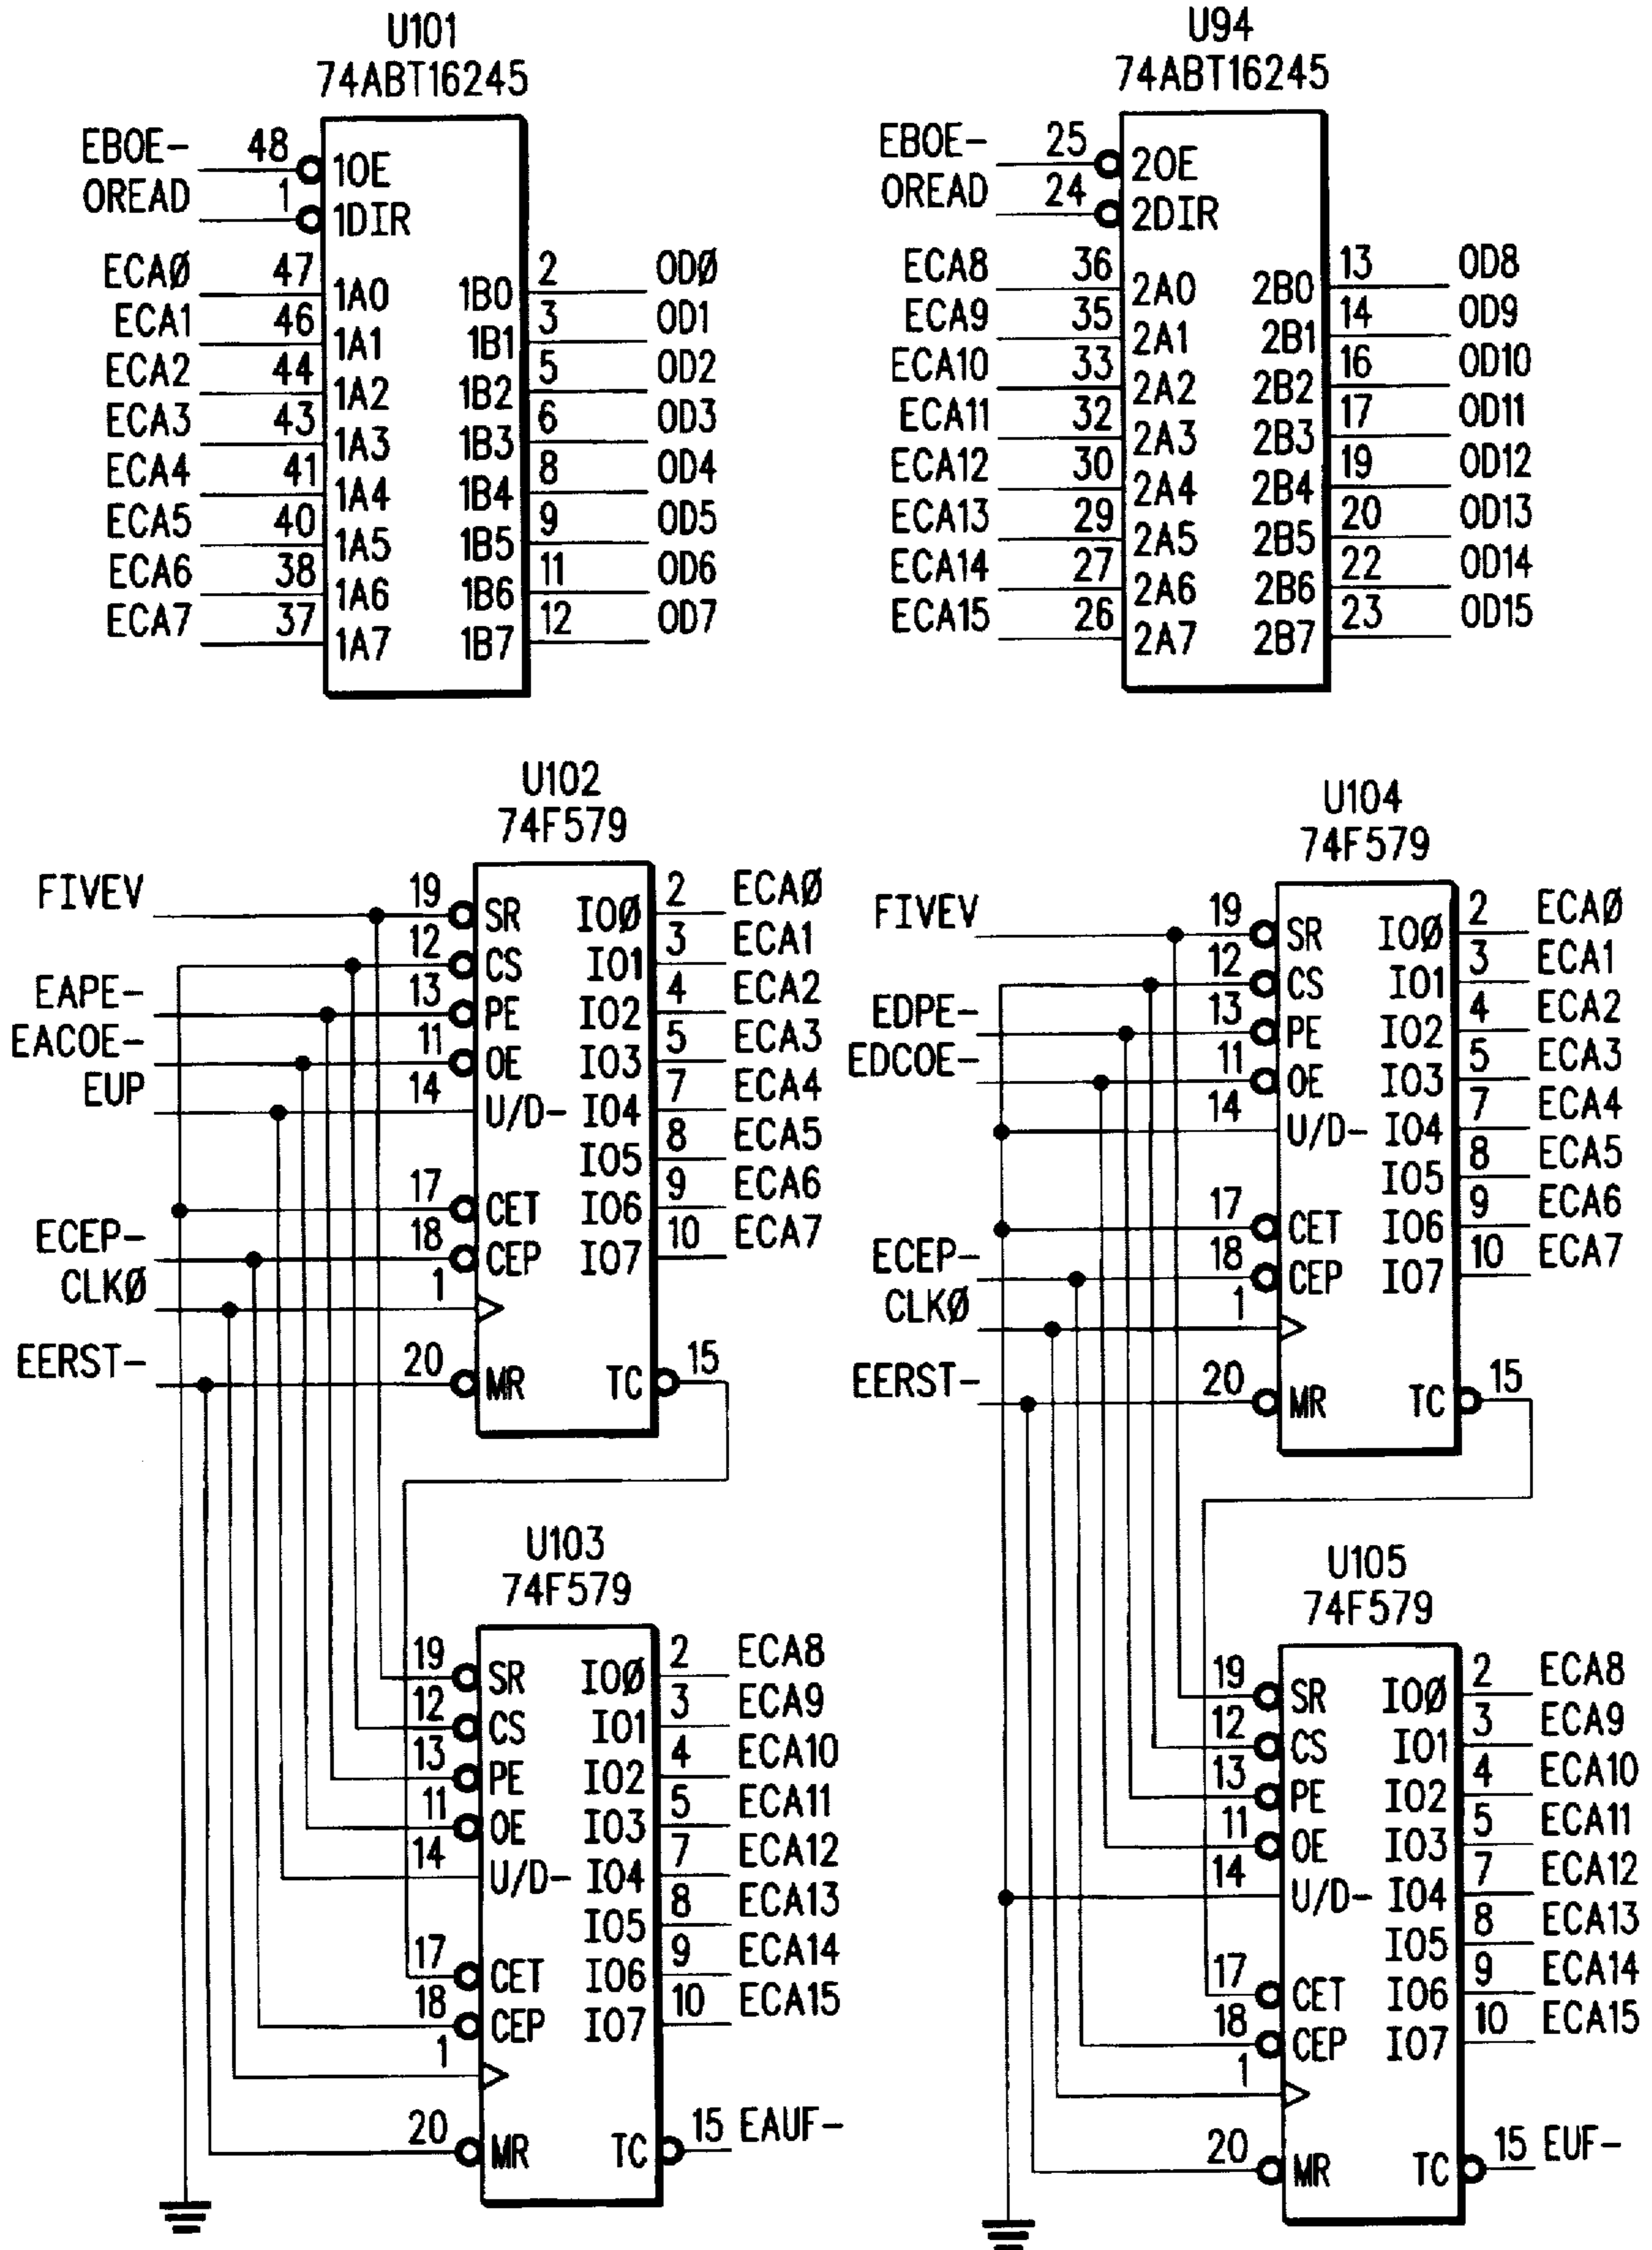 U101
74ABT16245
EBOE- 48 1OE
OREAD 1 1DIR
ECAØ 47 1A0 1B0 2 ODØ
ECA1 46 1A1 1B1 3 OD1
ECA2 44 1A2 1B2 5 OD2
ECA3 43 1A3 1B3 6 OD3
ECA4 41 1A4 1B4 8 OD4
ECA5 40 1A5 1B5 9 OD5
ECA6 38 1A6 1B6 11 OD6
ECA7 37 1A7 1B7 12 OD7
U94
74ABT16245
EBOE- 25 2OE
OREAD 24 2DIR
ECA8 36 2A0 2B0 13 OD8
ECA9 35 2A1 2B1 14 OD9
ECA10 33 2A2 2B2 16 OD10
ECA11 32 2A3 2B3 17 OD11
ECA12 30 2A4 2B4 19 OD12
ECA13 29 2A5 2B5 20 OD13
ECA14 27 2A6 2B6 22 OD14
ECA15 26 2A7 2B7 23 OD15
U102
74F579
FIVEV 19 SR IOØ 2 ECAØ
12 CS IO1 3 ECA1
EAPE- 13 PE IO2 4 ECA2
EACOE- 11 OE IO3 5 ECA3
EUP 14 U/D- IO4 7 ECA4
IO5 8 ECA5
17 CET IO6 9 ECA6
ECEP- 18 CEP IO7 10 ECA7
CLKØ 1
EERST- 20 MR TC 15
U104
74F579
FIVEV 19 SR IOØ 2 ECAØ
12 CS IO1 3 ECA1
EDPE- 13 PE IO2 4 ECA2
EDCOE- 11 OE IO3 5 ECA3
14 U/D- IO4 7 ECA4
IO5 8 ECA5
17 CET IO6 9 ECA6
ECEP- 18 CEP IO7 10 ECA7
CLKØ 1
EERST- 20 MR TC 15
U103
74F579
19 SR IOØ 2 ECA8
12 CS IO1 3 ECA9
13 PE IO2 4 ECA10
11 OE IO3 5 ECA11
14 U/D- IO4 7 ECA12
IO5 8 ECA13
17 CET IO6 9 ECA14
18 CEP IO7 10 ECA15
1
20 MR TC 15 EAUF-
U105
74F579
19 SR IOØ 2 ECA8
12 CS IO1 3 ECA9
13 PE IO2 4 ECA10
11 OE IO3 5 ECA11
14 U/D- IO4 7 ECA12
IO5 8 ECA13
17 CET IO6 9 ECA14
18 CEP IO7 10 ECA15
1
20 MR TC 15 EUF-